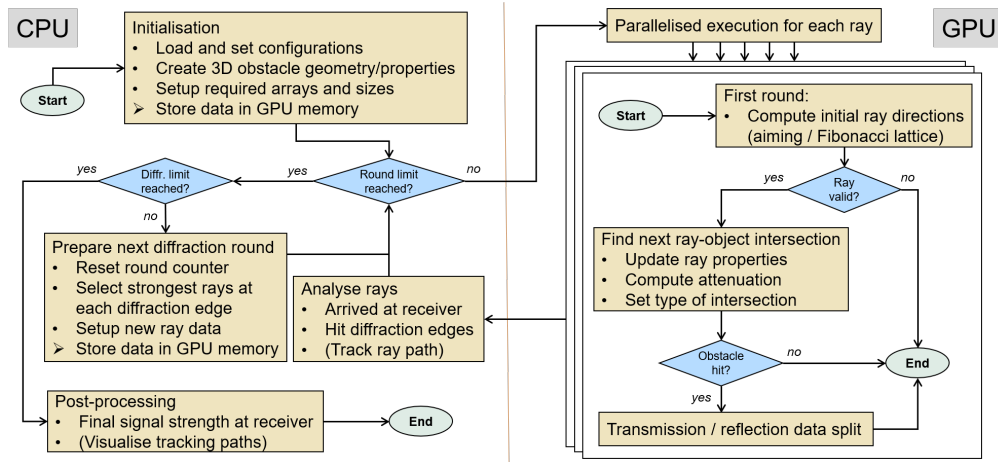 CPU
Initialisation
• Load and set configurations
• Create 3D obstacle geometry/properties
• Setup required arrays and sizes
➢ Store data in GPU memory
Start
Diffr. limit
reached?
yes
no
Round limit
reached?
yes
no
Prepare next diffraction round
• Reset round counter
• Select strongest rays at
each diffraction edge
• Setup new ray data
➢ Store data in GPU memory
Analyse rays
• Arrived at receiver
• Hit diffraction edges
• (Track ray path)
Post-processing
• Final signal strength at receiver
• (Visualise tracking paths)
End
GPU
Parallelised execution for each ray
Start
First round:
• Compute initial ray directions
(aiming / Fibonacci lattice)
Ray
valid?
yes
no
Find next ray-object intersection
• Update ray properties
• Compute attenuation
• Set type of intersection
Obstacle
hit?
no
yes
End
Transmission / reflection data split